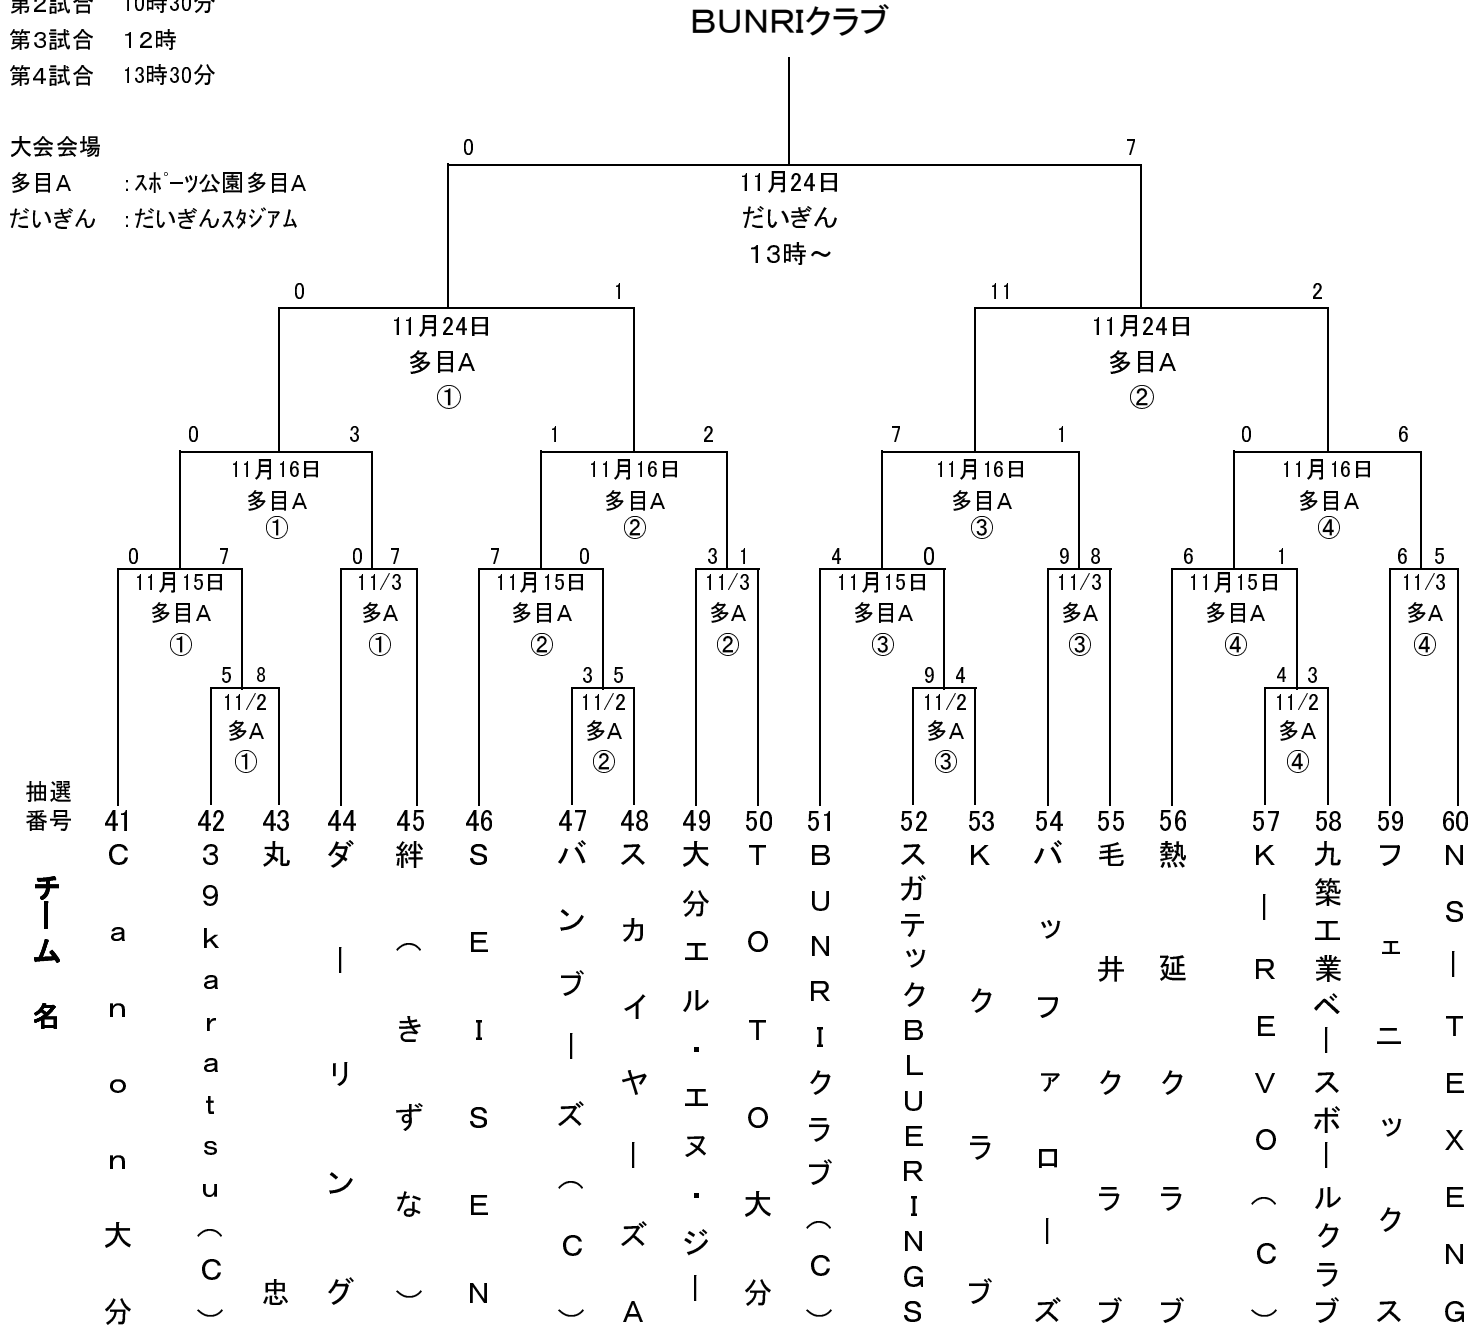 第2試合 10時30分
BUNRIクラブ
第3試合 12時
第4試合 13時30分
大会会場
多目A :スポーツ公園多目A
だいぎん :だいぎんスタジアム
0 7
11月24日
だいぎん
13時～
0 1 11 2
11月24日 11月24日
多目A 多目A
① ②
0 3 1 2 7 1 0 6
11月16日 11月16日 11月16日 11月16日
多目A 多目A 多目A 多目A
① ② ③ ④
0 7 0 7 7 0 3 1 4 0 9 8 6 1 6 5
11月15日 11/3 11月15日 11/3 11月15日 11/3 11月15日 11/3
多目A 多A 多目A 多A 多目A 多A 多目A 多A
① ① ② ② ③ ③ ④ ④
5 8 3 5 9 4 4 3
11/2 11/2 11/2 11/2
多A 多A 多A 多A
① ② ③ ④
抽選
番号 41 42 43 44 45 46 47 48 49 50 51 52 53 54 55 56 57 58 59 60
チーム名
Canon大分
39karatsu(C)
丸忠
ダーリング
絆(きずな)
SEISEN
バンブーズ(C)
スカイヤーズA
大分エル・エヌ・ジー
TOTO大分
BUNRIクラブ(C)
スガテックBLUERINGS
Kクラブ
バッファローズ
毛井クラブ
熱延クラブ
K－REVO(C)
九築工業ベースボールクラブ
フェニックス
NS－TEXENG